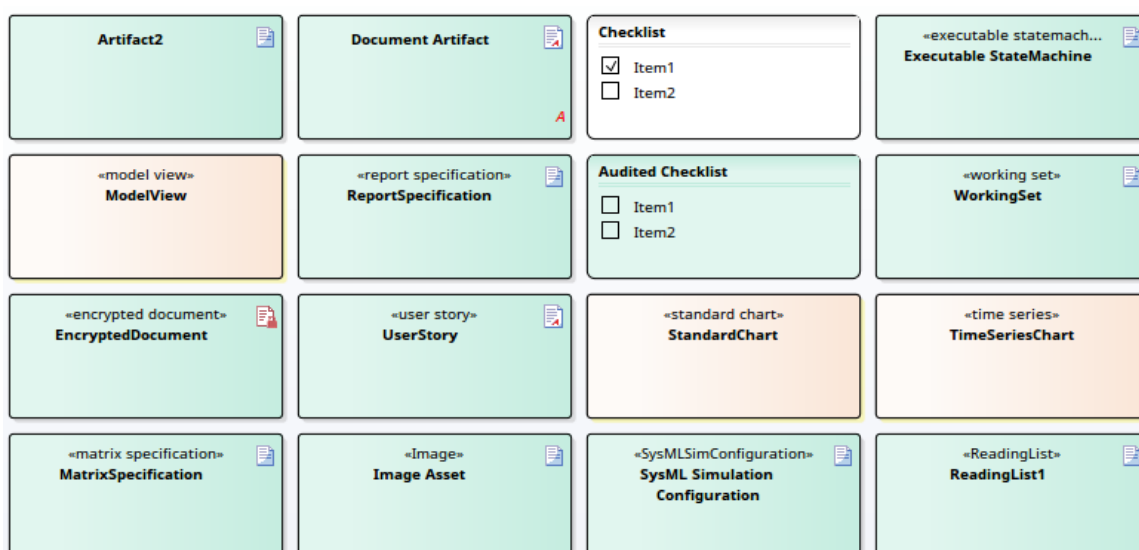 Artifact2
Document Artifact
A
Checklist
Item1
Item2
«executable statemach...
Executable StateMachine
«model view»
ModelView
«report specification»
ReportSpecification
Audited Checklist
Item1
Item2
«working set»
WorkingSet
«encrypted document»
EncryptedDocument
«user story»
UserStory
«standard chart»
StandardChart
«time series»
TimeSeriesChart
«matrix specification»
MatrixSpecification
«Image»
Image Asset
«SysMLSimConfiguration»
SysML Simulation
Configuration
«ReadingList»
ReadingList1